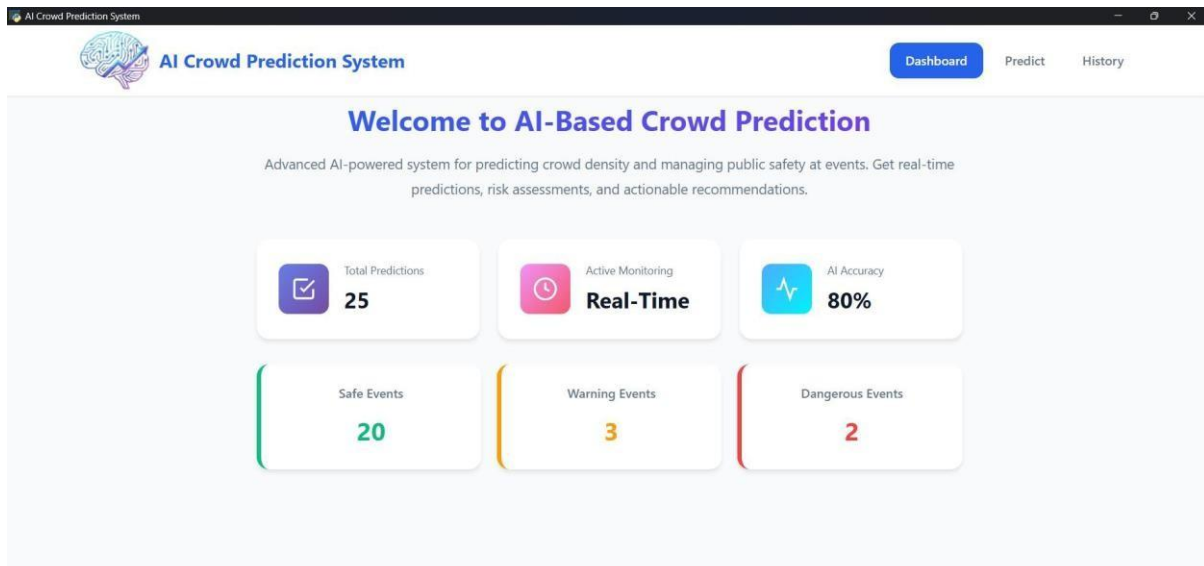 AI Crowd Prediction System
AI Crowd Prediction System
Dashboard
Predict
History
Welcome to AI-Based Crowd Prediction
Advanced AI-powered system for predicting crowd density and managing public safety at events. Get real-time
predictions, risk assessments, and actionable recommendations.
Total Predictions
25
Active Monitoring
Real-Time
AI Accuracy
80%
Safe Events
20
Warning Events
3
Dangerous Events
2